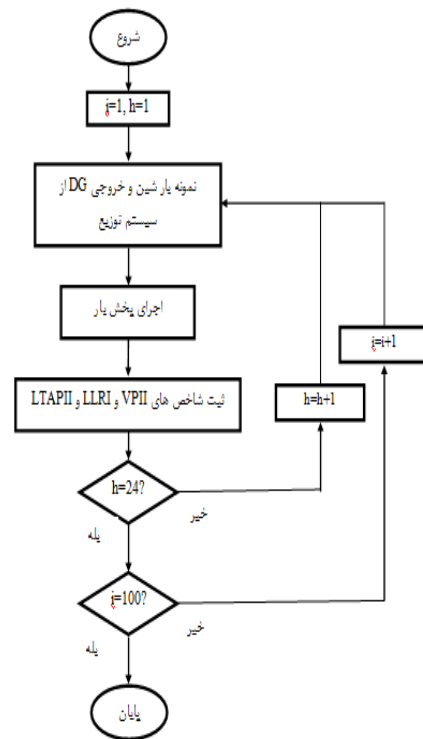 شروع
i=1, h=1
نمونه بار شین و خروجی DG از
سیستم توزیع
اجرای پخش بار
ثبت شاخص های VPII و LLRI و LTAPII
h=24?
خیر
بله
h=h+1
i=i+1
i=100?
خیر
بله
پایان